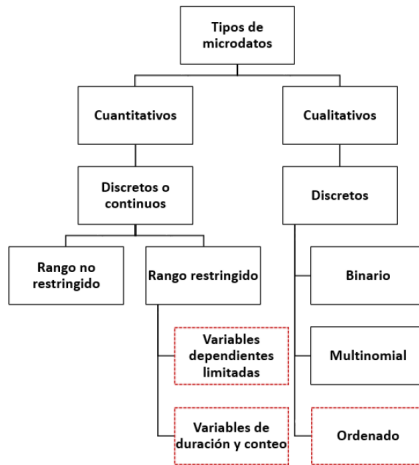 Tipos de
microdatos
Cuantitativos
Cualitativos
Discretos o
continuos
Discretos
Rango no
restringido
Rango restringido
Binario
Variables
dependientes
limitadas
Multinomial
Variables de
duración y conteo
Ordenado